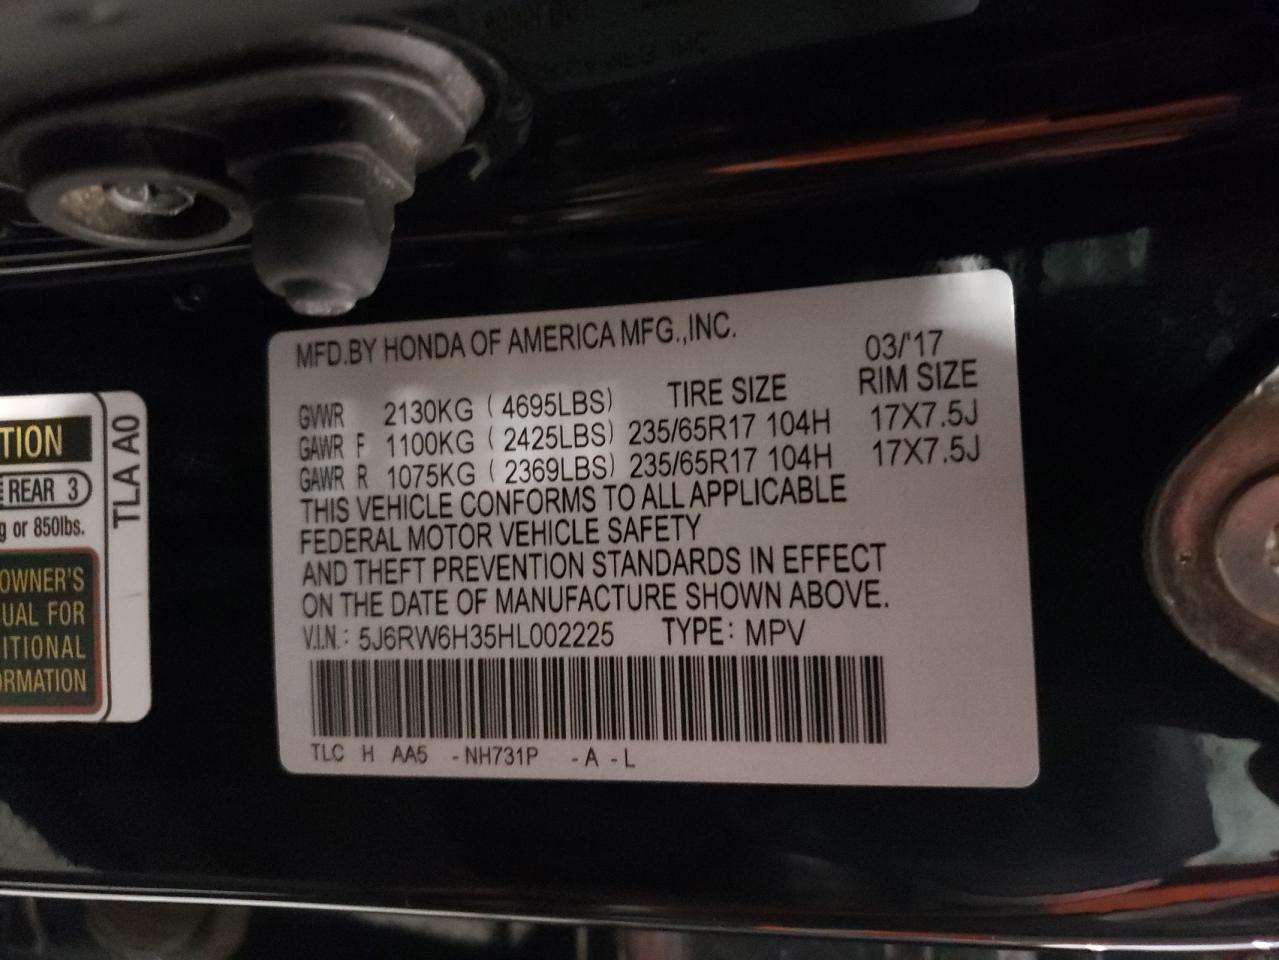 TION
REAR 3
g or 850lbs.
OWNER'S
UAL FOR
ITIONAL
ORMATION
TLA A0
MFD.BY HONDA OF AMERICA MFG.,INC.
03/'17
TIRE SIZE RIM SIZE
GVWR 2130KG ( 4695LBS)
GAWR F 1100KG ( 2425LBS) 235/65R17 104H 17X7.5J
GAWR R 1075KG ( 2369LBS) 235/65R17 104H 17X7.5J
THIS VEHICLE CONFORMS TO ALL APPLICABLE
FEDERAL MOTOR VEHICLE SAFETY
AND THEFT PREVENTION STANDARDS IN EFFECT
ON THE DATE OF MANUFACTURE SHOWN ABOVE.
V.I.N.: 5J6RW6H35HL002225 TYPE: MPV
TLC H AA5 -NH731P -A -L